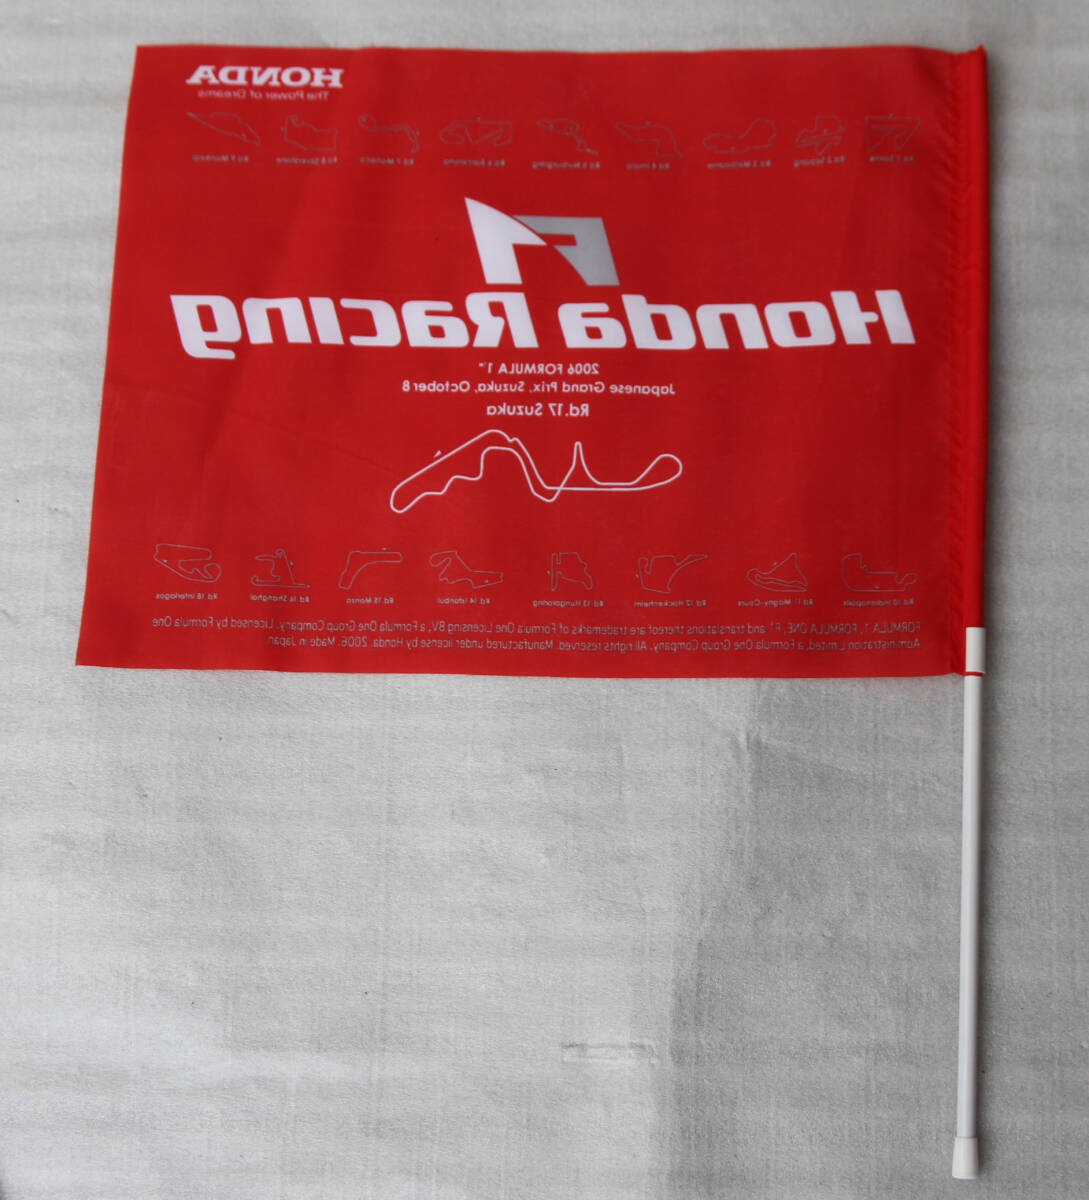 HONDA
The Power of Dreams
Rd.1 Sakhir Rd.2 Sepang Rd.3 Melbourne Rd.4 Imola Rd.5 Nurburgring Rd.6 Barcelona Rd.7 Monaco Rd.8 Silverstone Rd.9 Montreal
F1
Honda Racing
2006 FORMULA 1™
Japanese Grand Prix, Suzuka, October 8
Rd.17 Suzuka
Rd.10 Indianapolis Rd.11 Magny-Cours Rd.12 Hockenheim Rd.13 Hungaroring Rd.14 Istanbul Rd.15 Monza Rd.16 Shanghai Rd.18 Interlagos
FORMULA 1, FORMULA ONE, F1 and translations thereof are trademarks of Formula One Licensing BV, a Formula One Group Company. Licensed by Formula One
Administration Limited, a Formula One Group Company. All rights reserved. Manufactured under license by Honda. 2006. Made in Japan